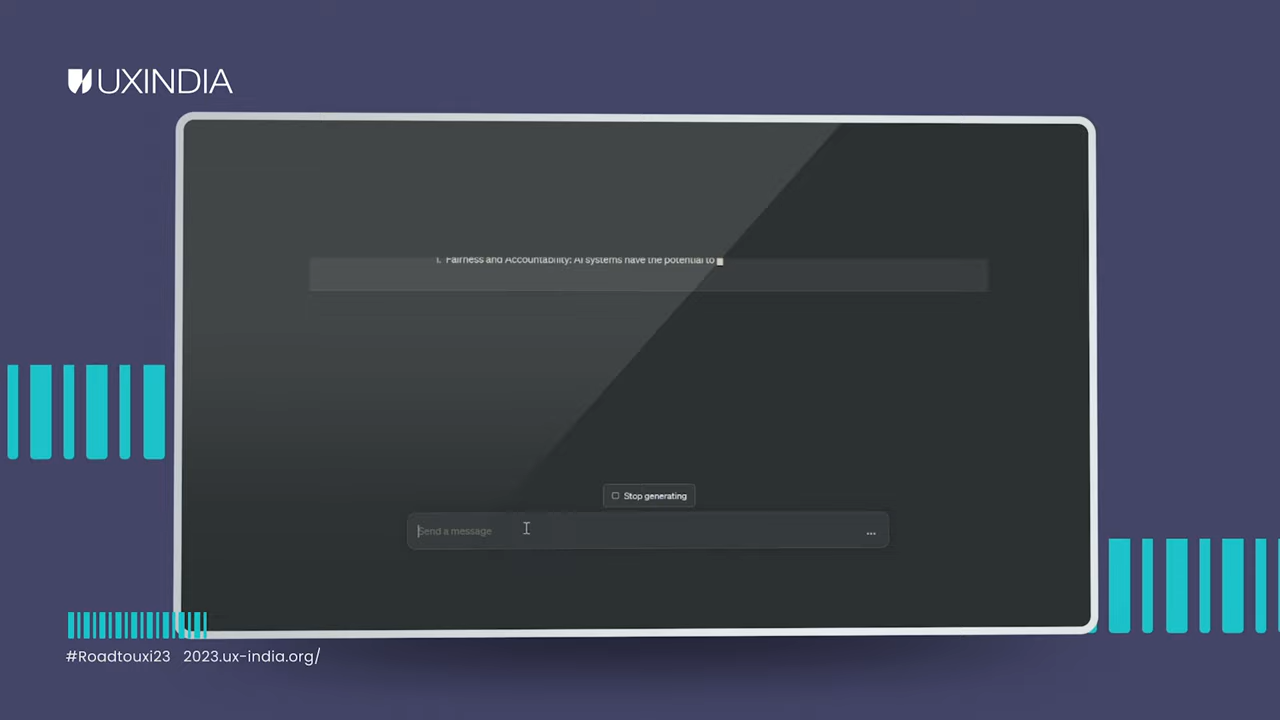 UXINDIA
1. Fairness and Accountability: AI systems have the potential to
Stop generating
Send a message
...
#Roadtouxi23 2023.ux-india.org/